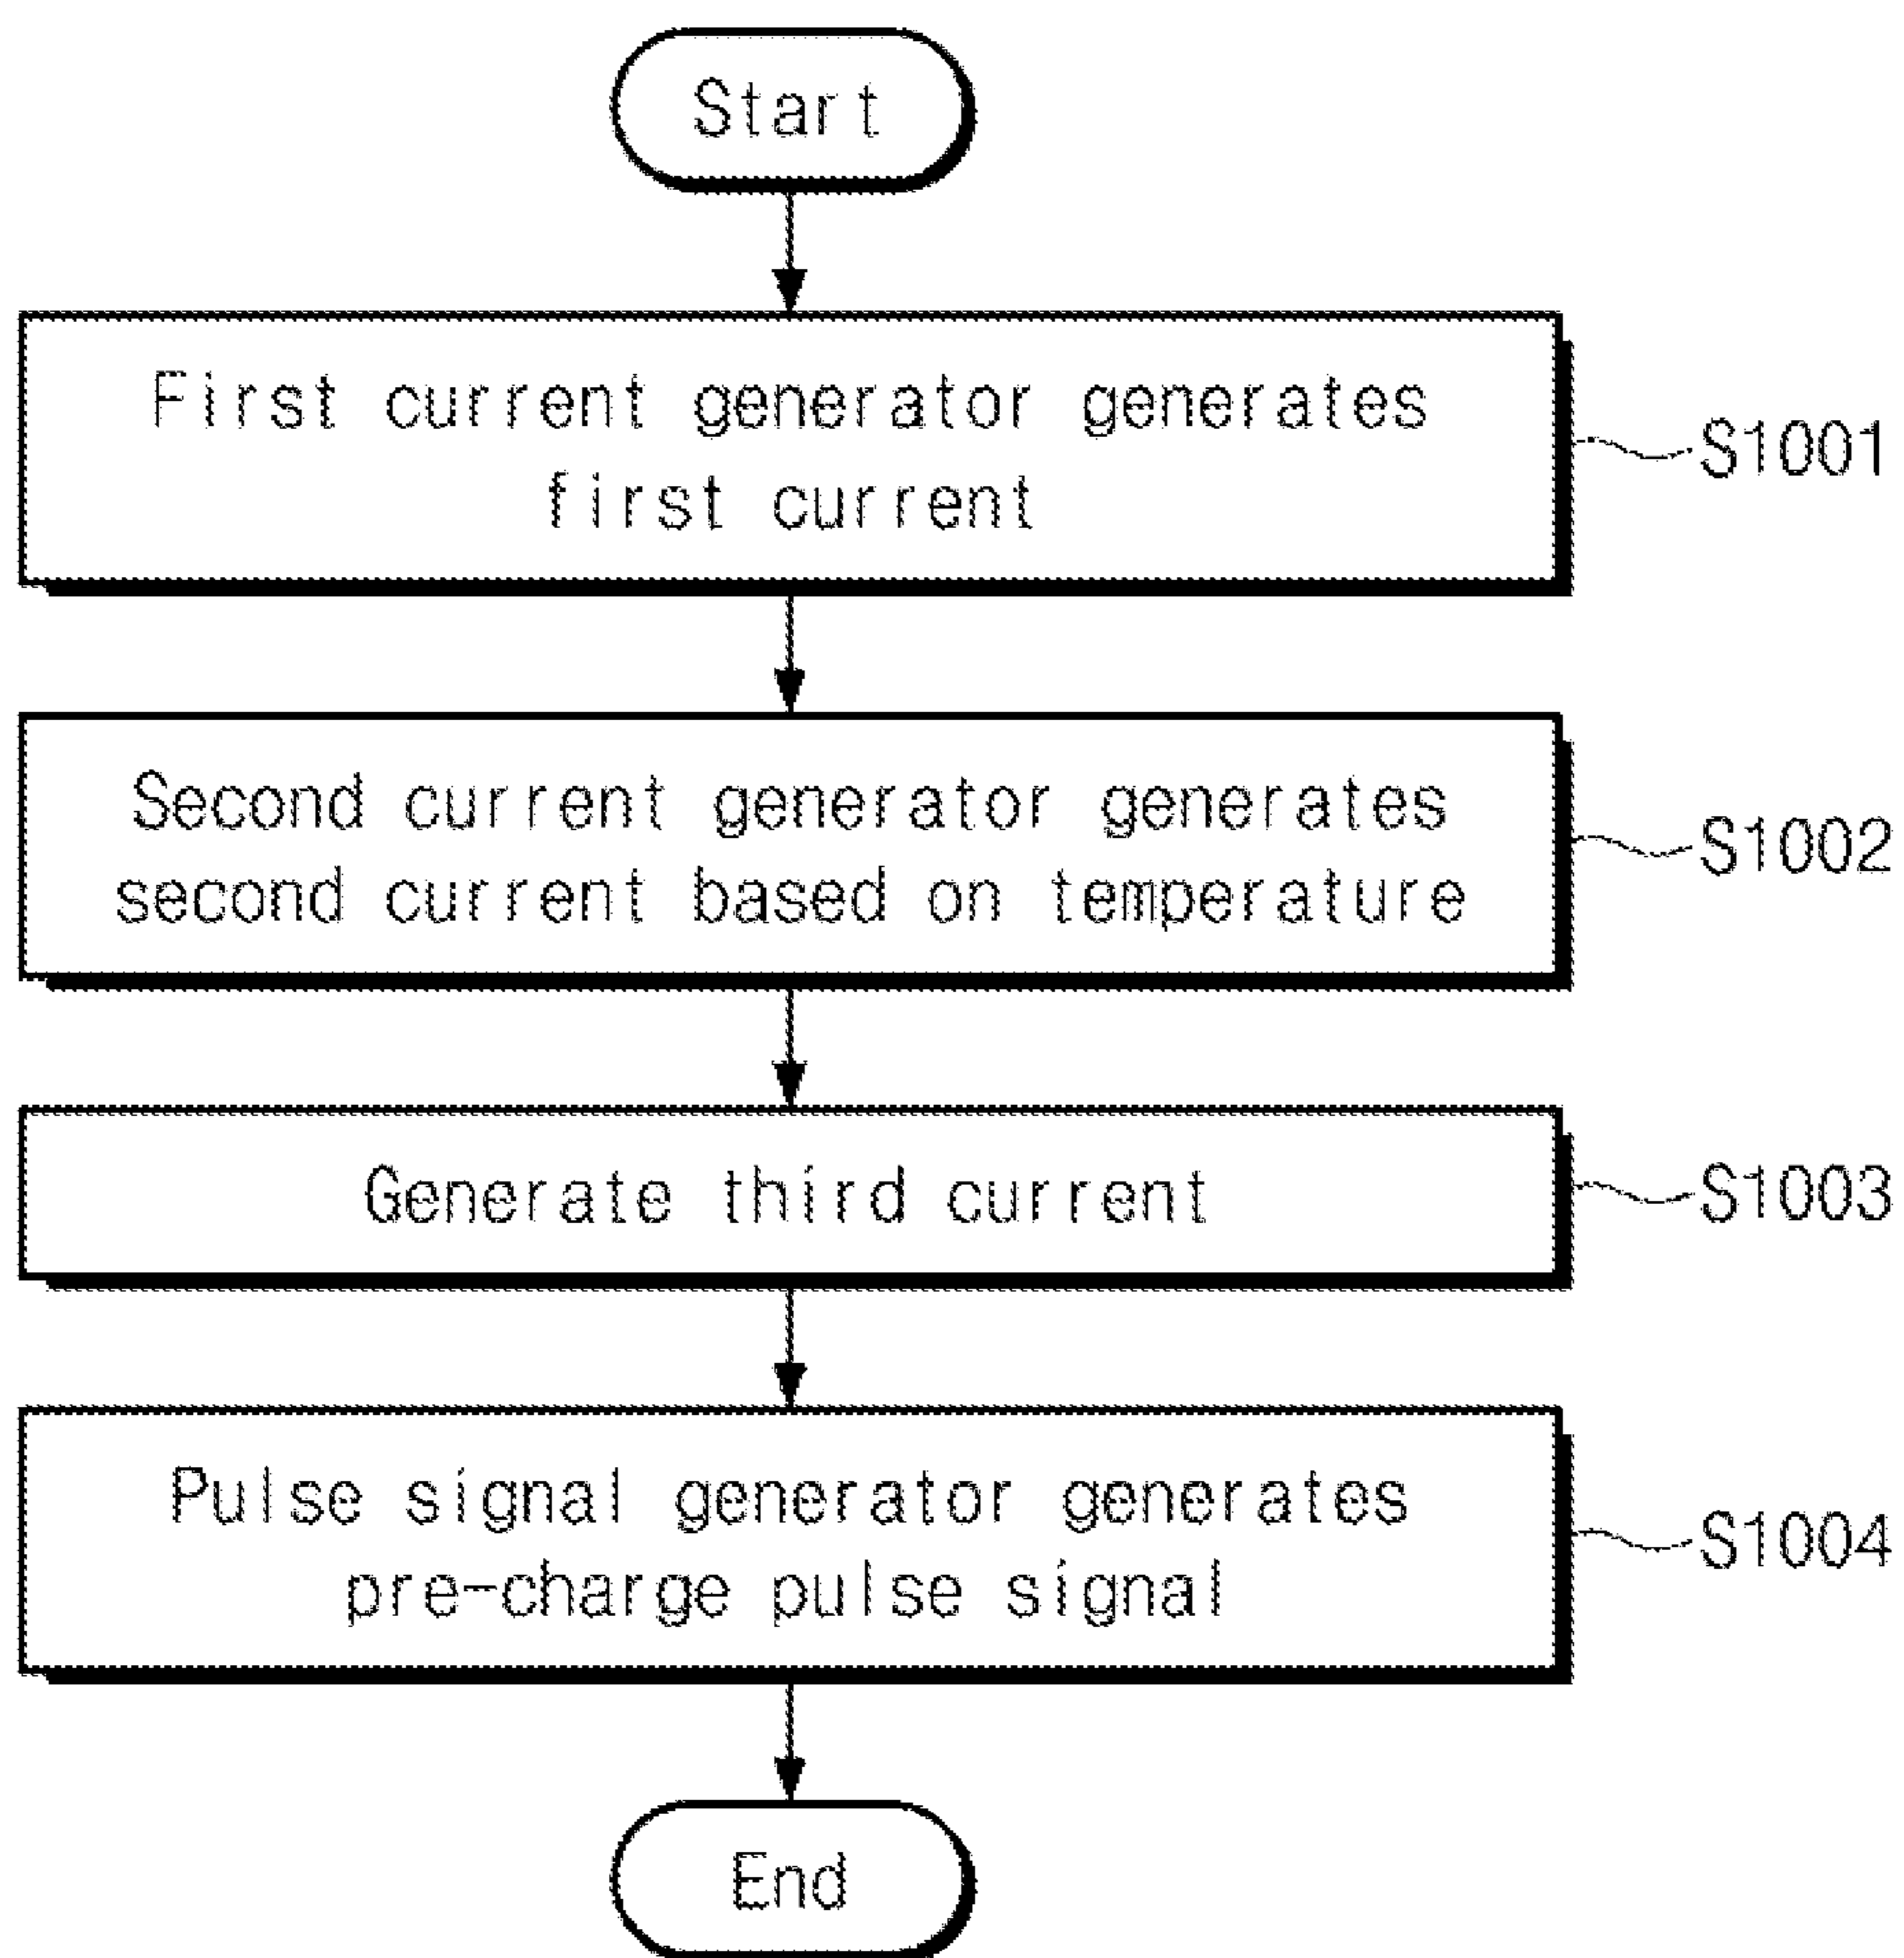 Start
First current generator generates
first current
S1001
Second current generator generates
second current based on temperature
S1002
Generate third current
S1003
Pulse signal generator generates
pre-charge pulse signal
S1004
End